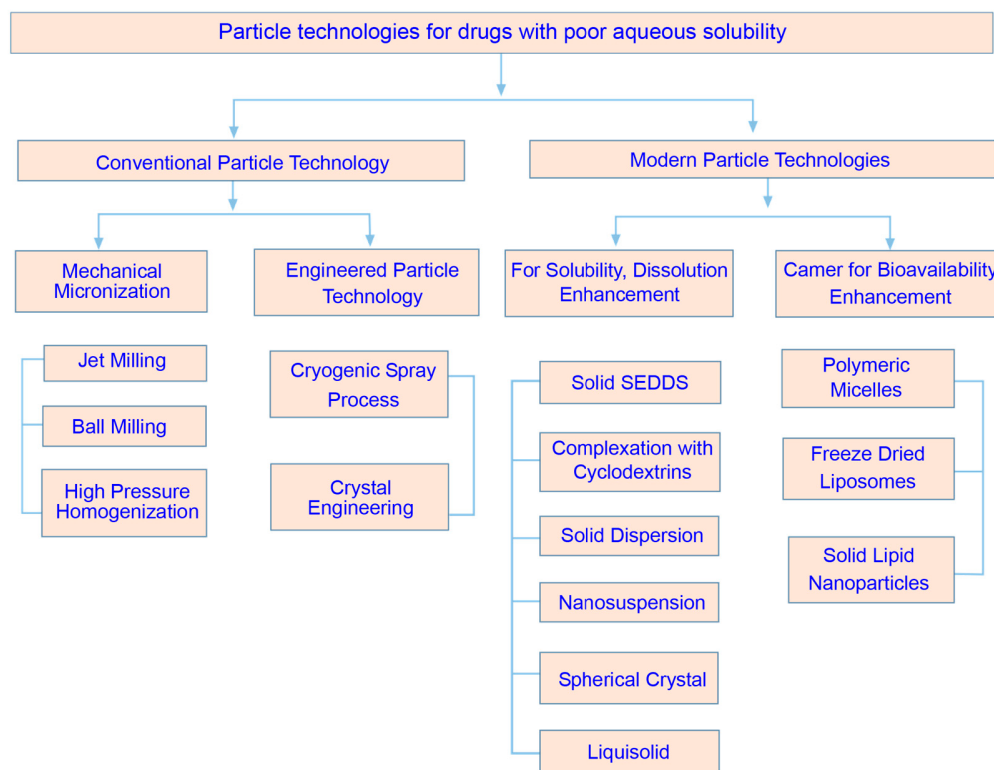 Particle technologies for drugs with poor aqueous solubility
Conventional Particle Technology
Modern Particle Technologies
Mechanical
Micronization
Engineered Particle
Technology
For Solubility, Dissolution
Enhancement
Camer for Bioavailability
Enhancement
Jet Milling
Ball Milling
High Pressure
Homogenization
Cryogenic Spray
Process
Crystal
Engineering
Solid SEDDS
Complexation with
Cyclodextrins
Solid Dispersion
Nanosuspension
Spherical Crystal
Liquisolid
Polymeric
Micelles
Freeze Dried
Liposomes
Solid Lipid
Nanoparticles